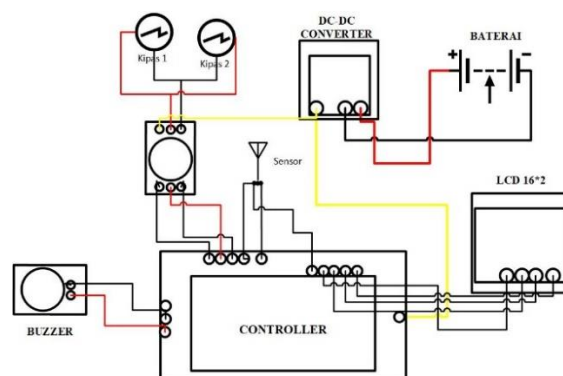 Kipas 1
Kipas 2
DC-DC
CONVERTER
BATERAI
+
−
Sensor
LCD 16*2
BUZZER
CONTROLLER